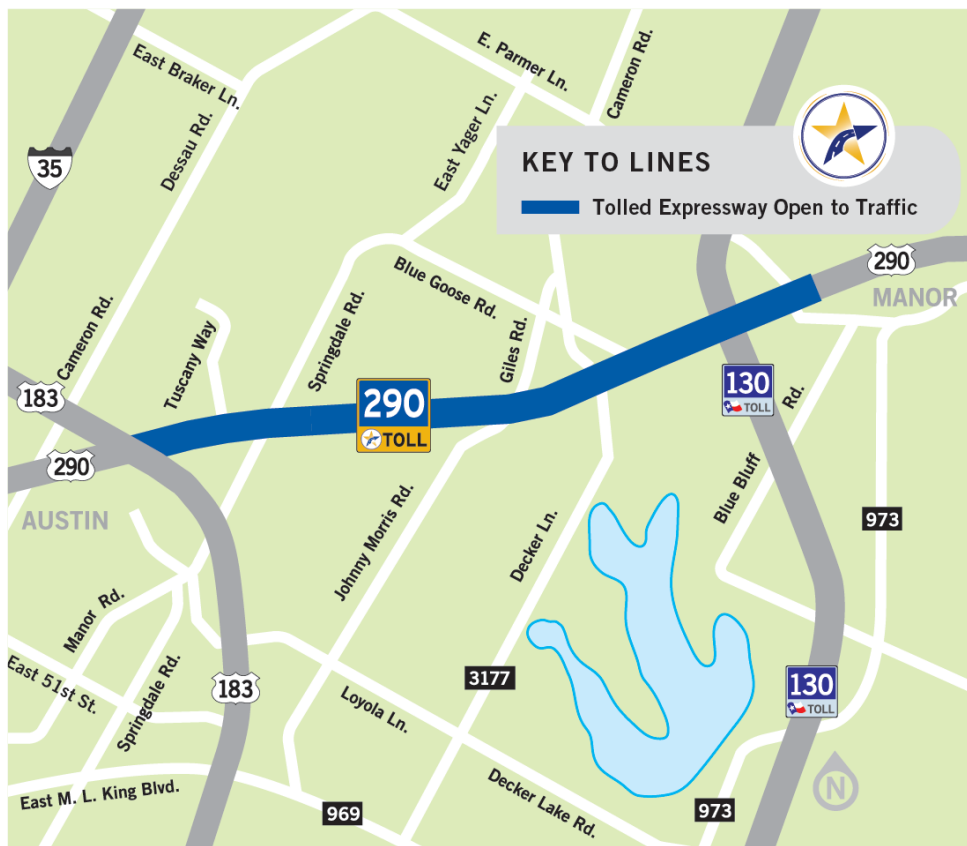 East Braker Ln.
E. Parmer Ln.
Cameron Rd.
35
Dessau Rd.
East Yager Ln.
KEY TO LINES
Tolled Expressway Open to Traffic
290
MANOR
Blue Goose Rd.
Cameron Rd.
Tuscany Way
Springdale Rd.
Giles Rd.
183
290
TOLL
130
TOLL
Blue Bluff Rd.
290
AUSTIN
973
Johnny Morris Rd.
Decker Ln.
Manor Rd.
East 51st St.
Springdale Rd.
183
3177
130
TOLL
Loyola Ln.
East M. L. King Blvd.
969
Decker Lake Rd.
973
N